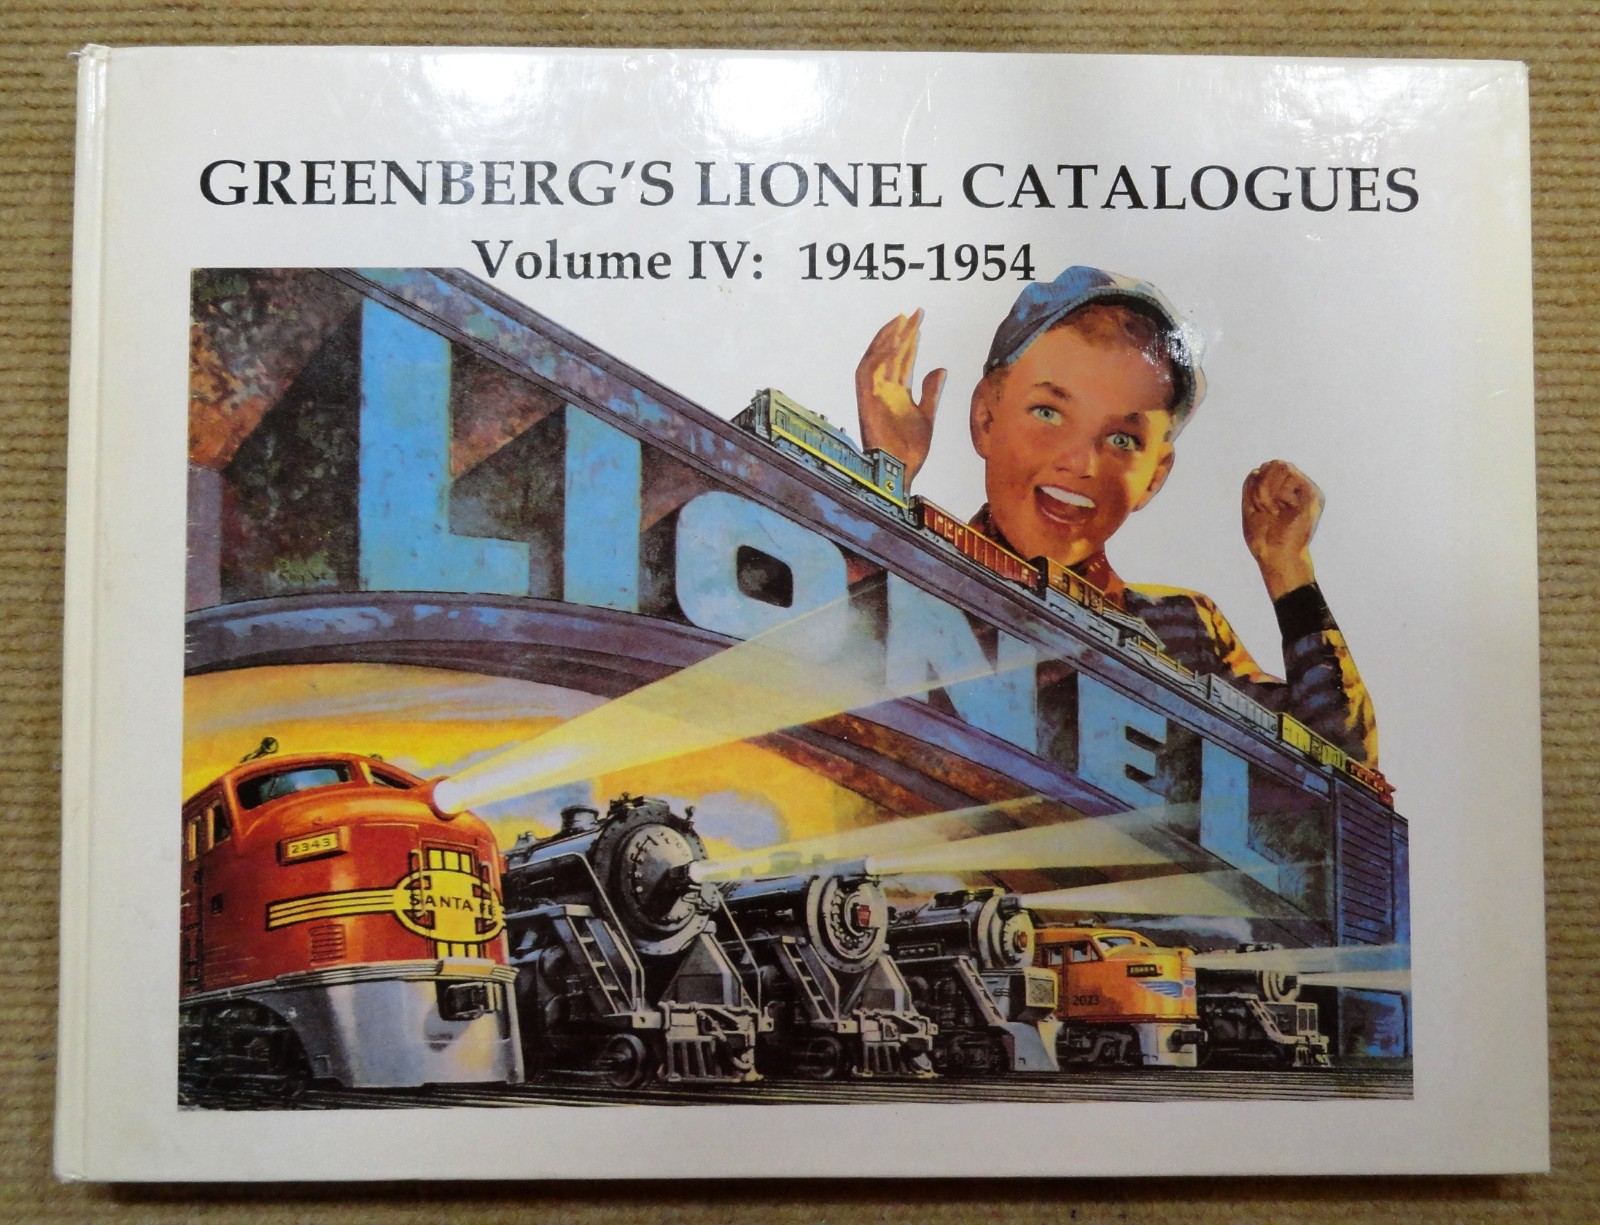 GREENBERG'S LIONEL CATALOGUES
Volume IV: 1945-1954
LIONEL
2343
SANTA FE
2023